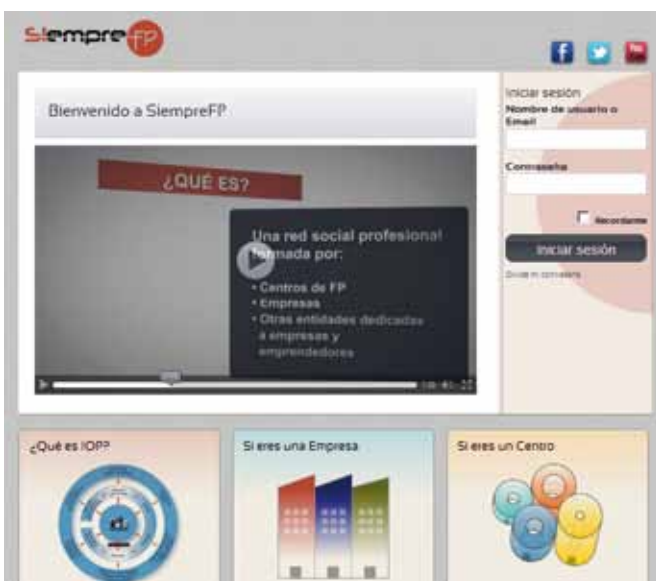 SiempreFP
You
Bienvenido a SiempreFP
Iniciar sesión
Nombre de usuario o
Email
Contraseña
Recordarme
Iniciar sesión
¿QUÉ ES?
Una red social profesional
formada por:
• Centros de FP
• Empresas
• Otras entidades dedicadas
a empresas y
emprendedores
¿Qué es IOPP
Si eres una Empresa
Si eres un Centro